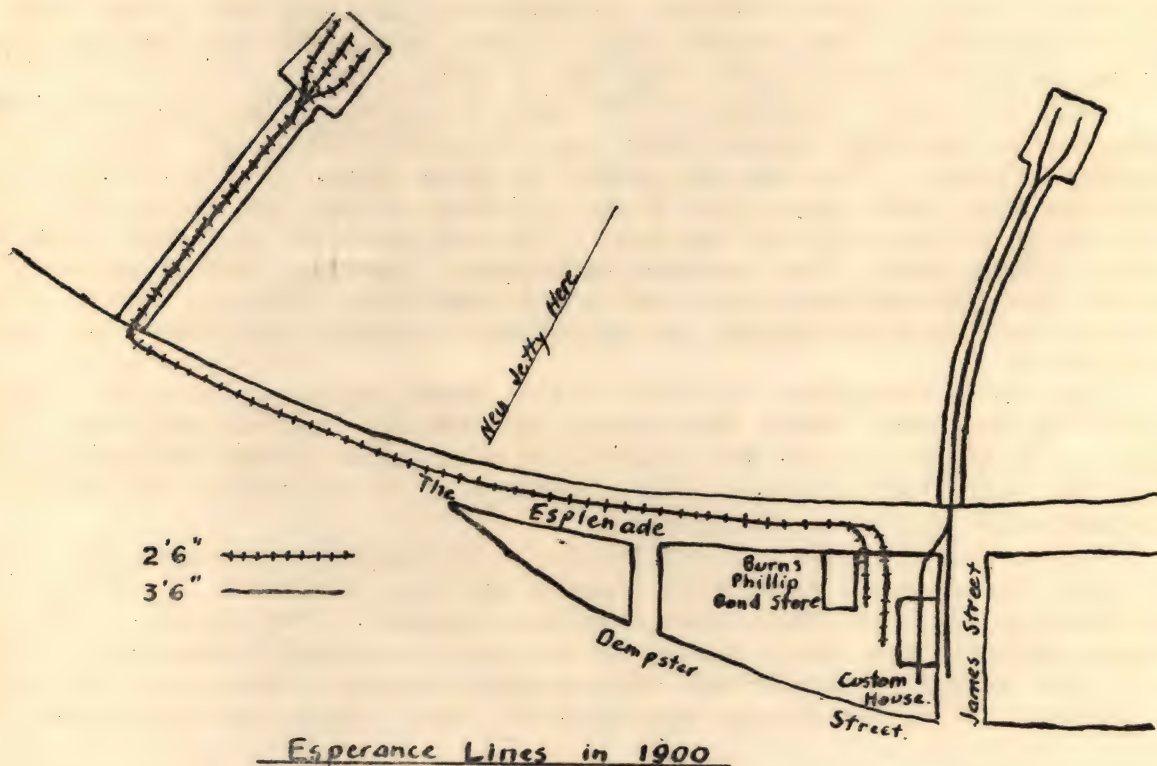 New Jetty Here
The
Esplenade
2'6"
3'6"
Burns
Phillip
Bond Store
Dempster
Street.
Custom
House.
James Street
Esperance Lines in 1900